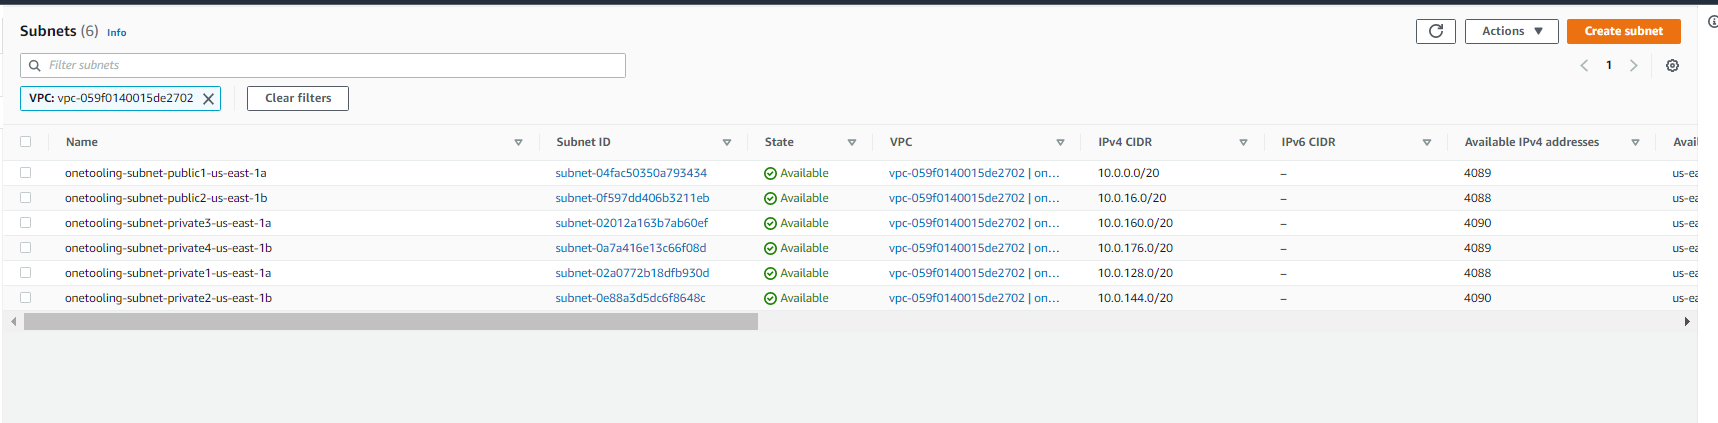 Subnets (6) Info
Actions ▼
Create subnet
Filter subnets
1
VPC: vpc-059f0140015de2702
Clear filters
Name Subnet ID State VPC IPv4 CIDR IPv6 CIDR Available IPv4 addresses Avail
onetooling-subnet-public1-us-east-1a subnet-04fac50350a793434 Available vpc-059f0140015de2702 | on... 10.0.0.0/20 – 4089 us-ea
onetooling-subnet-public2-us-east-1b subnet-0f597dd406b3211eb Available vpc-059f0140015de2702 | on... 10.0.16.0/20 – 4088 us-ea
onetooling-subnet-private3-us-east-1a subnet-02012a163b7ab60ef Available vpc-059f0140015de2702 | on... 10.0.160.0/20 – 4090 us-ea
onetooling-subnet-private4-us-east-1b subnet-0a7a416e13c66f08d Available vpc-059f0140015de2702 | on... 10.0.176.0/20 – 4089 us-ea
onetooling-subnet-private1-us-east-1a subnet-02a0772b18dfb930d Available vpc-059f0140015de2702 | on... 10.0.128.0/20 – 4088 us-ea
onetooling-subnet-private2-us-east-1b subnet-0e88a3d5dc6f8648c Available vpc-059f0140015de2702 | on... 10.0.144.0/20 – 4090 us-ea